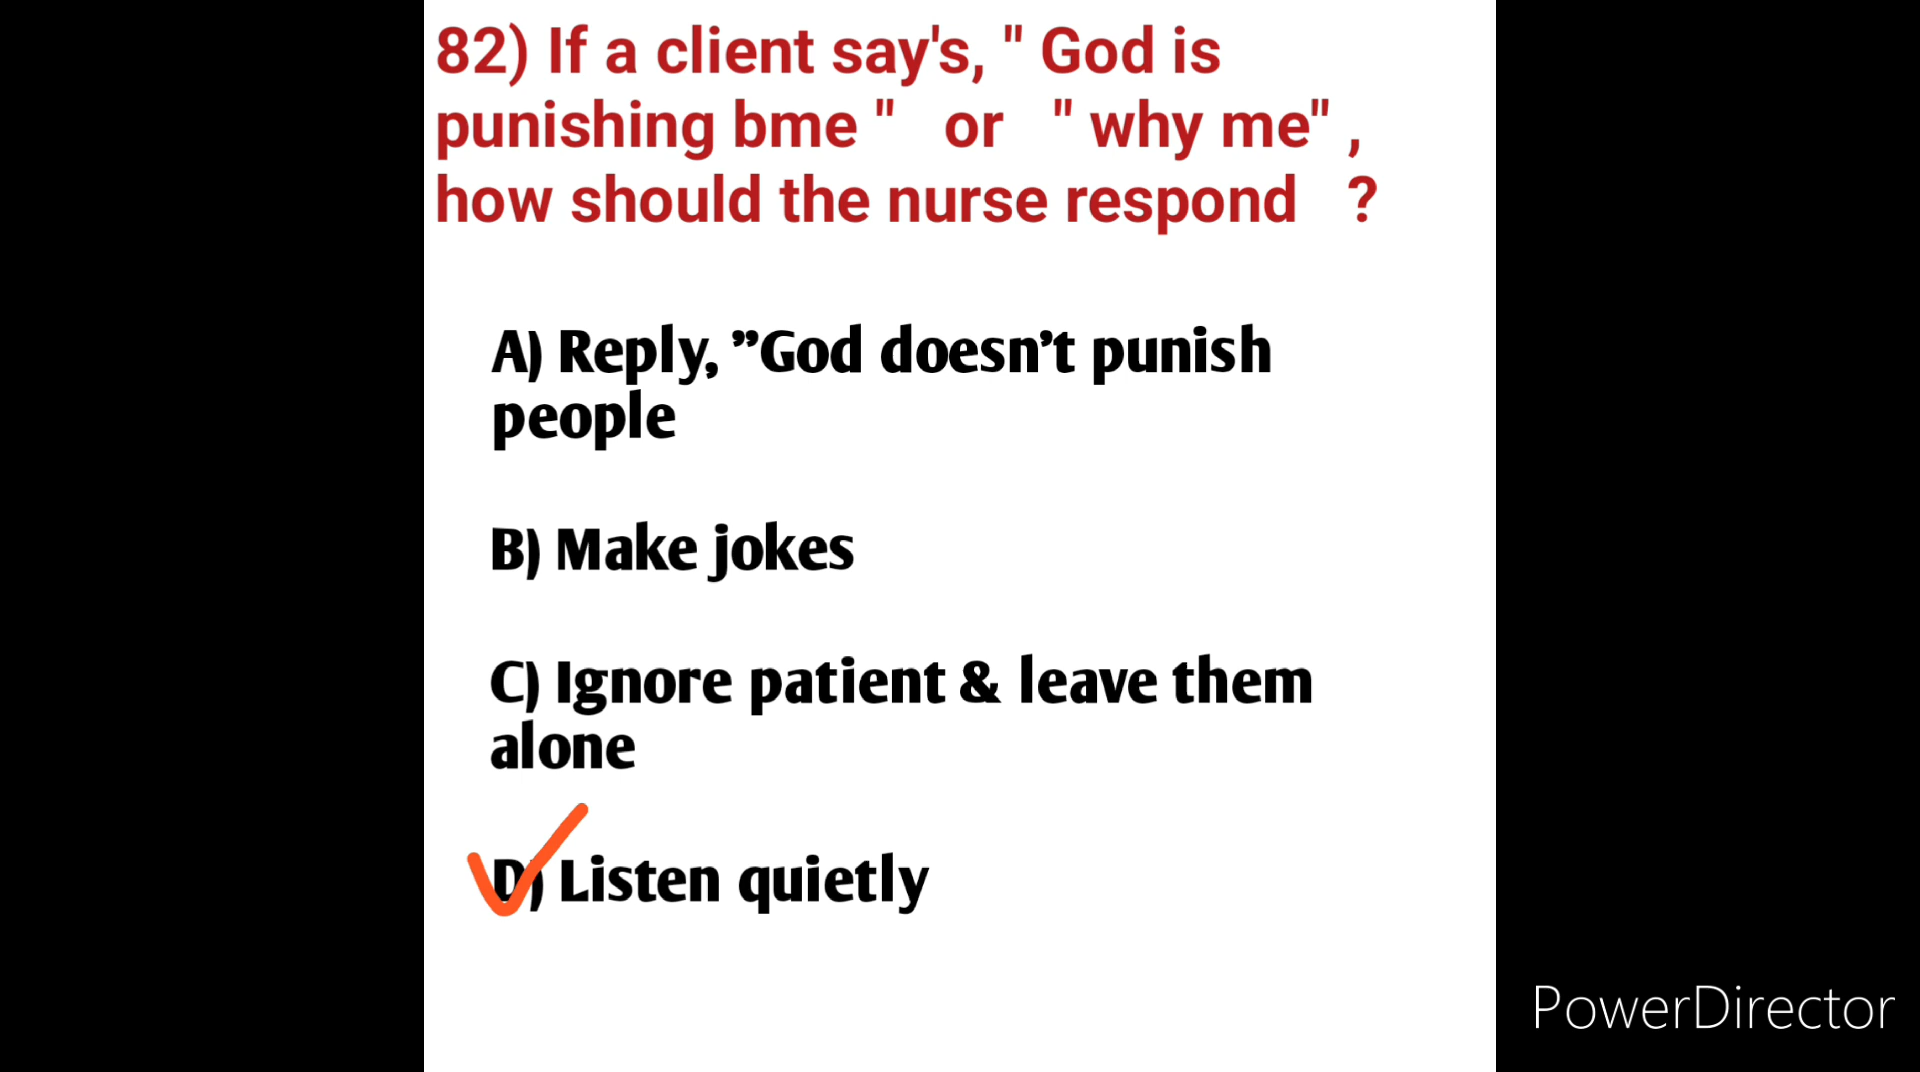 82) If a client say's, " God is
punishing bme "   or   " why me" ,
how should the nurse respond   ?
A) Reply, ”God doesn’t punish
people
B) Make jokes
C) Ignore patient & leave them
alone
D) Listen quietly
PowerDirector